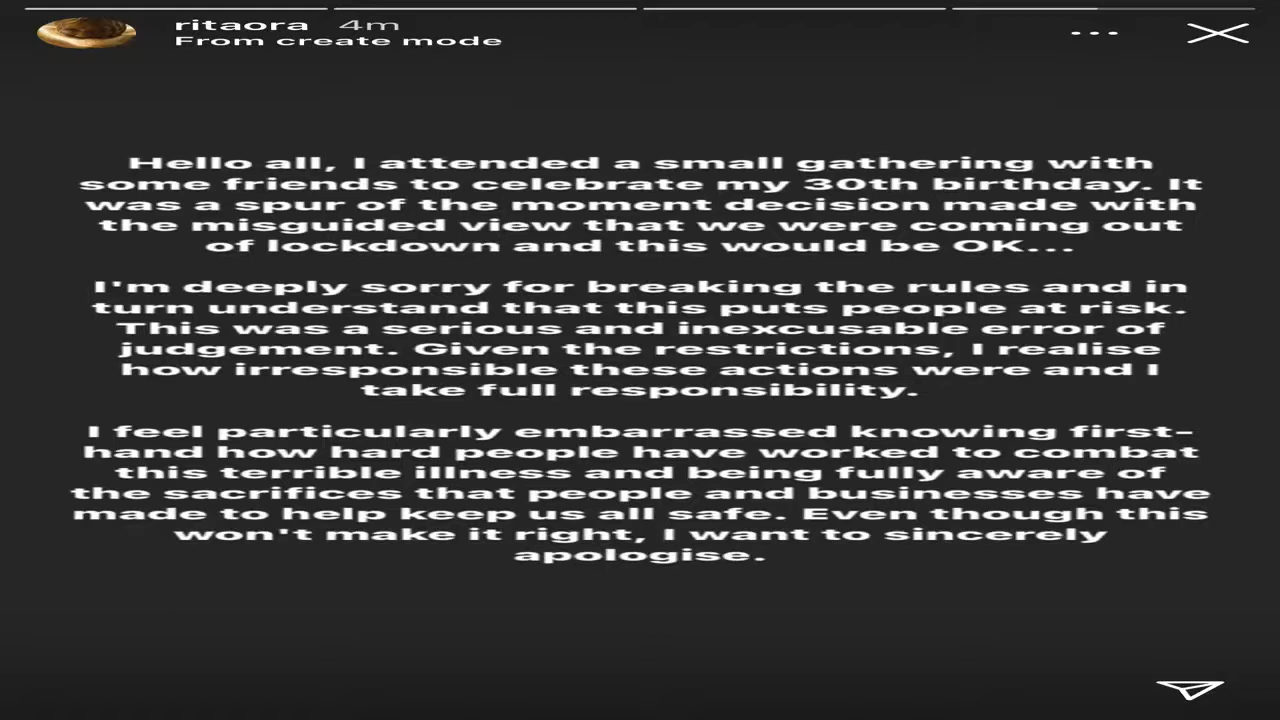 ritaora 4m
From create mode
Hello all, I attended a small gathering with
some friends to celebrate my 30th birthday. It
was a spur of the moment decision made with
the misguided view that we were coming out
of lockdown and this would be OK...
I'm deeply sorry for breaking the rules and in
turn understand that this puts people at risk.
This was a serious and inexcusable error of
judgement. Given the restrictions, I realise
how irresponsible these actions were and I
take full responsibility.
I feel particularly embarrassed knowing first-
hand how hard people have worked to combat
this terrible illness and being fully aware of
the sacrifices that people and businesses have
made to help keep us all safe. Even though this
won't make it right, I want to sincerely
apologise.